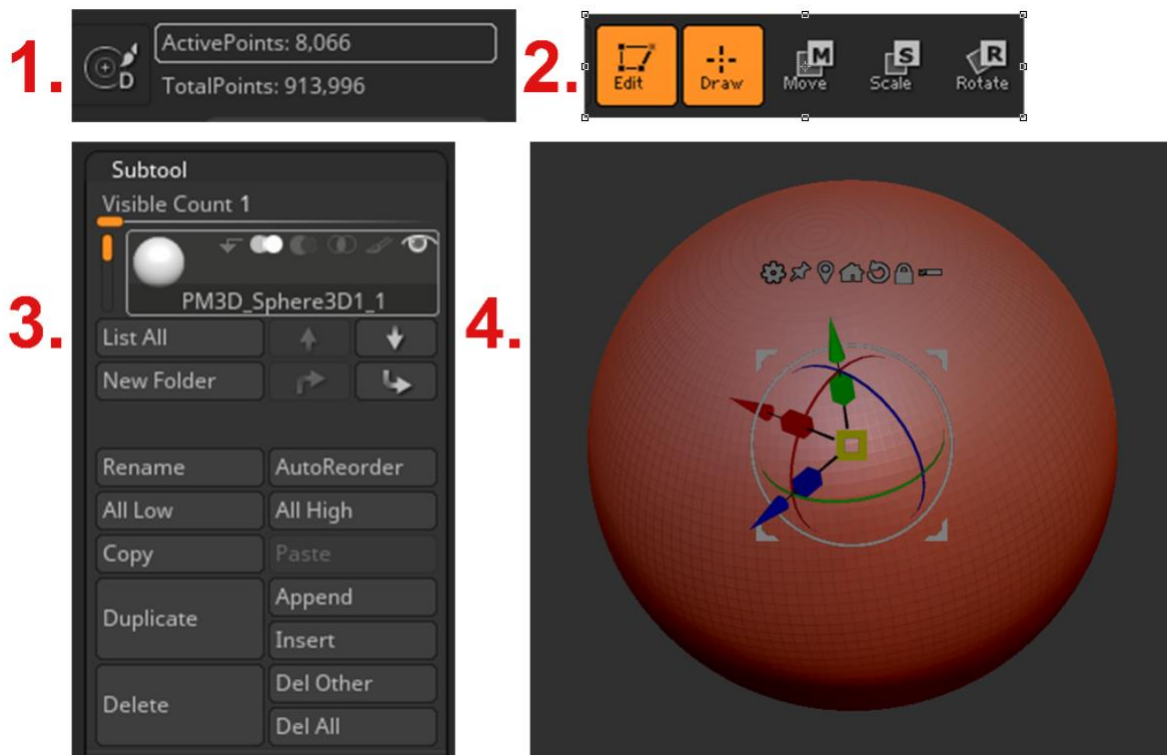 1.
D
ActivePoints: 8,066
TotalPoints: 913,996
2.
Edit
Draw
M
Move
S
Scale
R
Rotate
3.
Subtool
Visible Count 1
PM3D_Sphere3D1_1
List All
New Folder
Rename AutoReorder
All Low All High
Copy Paste
Duplicate
Append
Insert
Delete
Del Other
Del All
4.